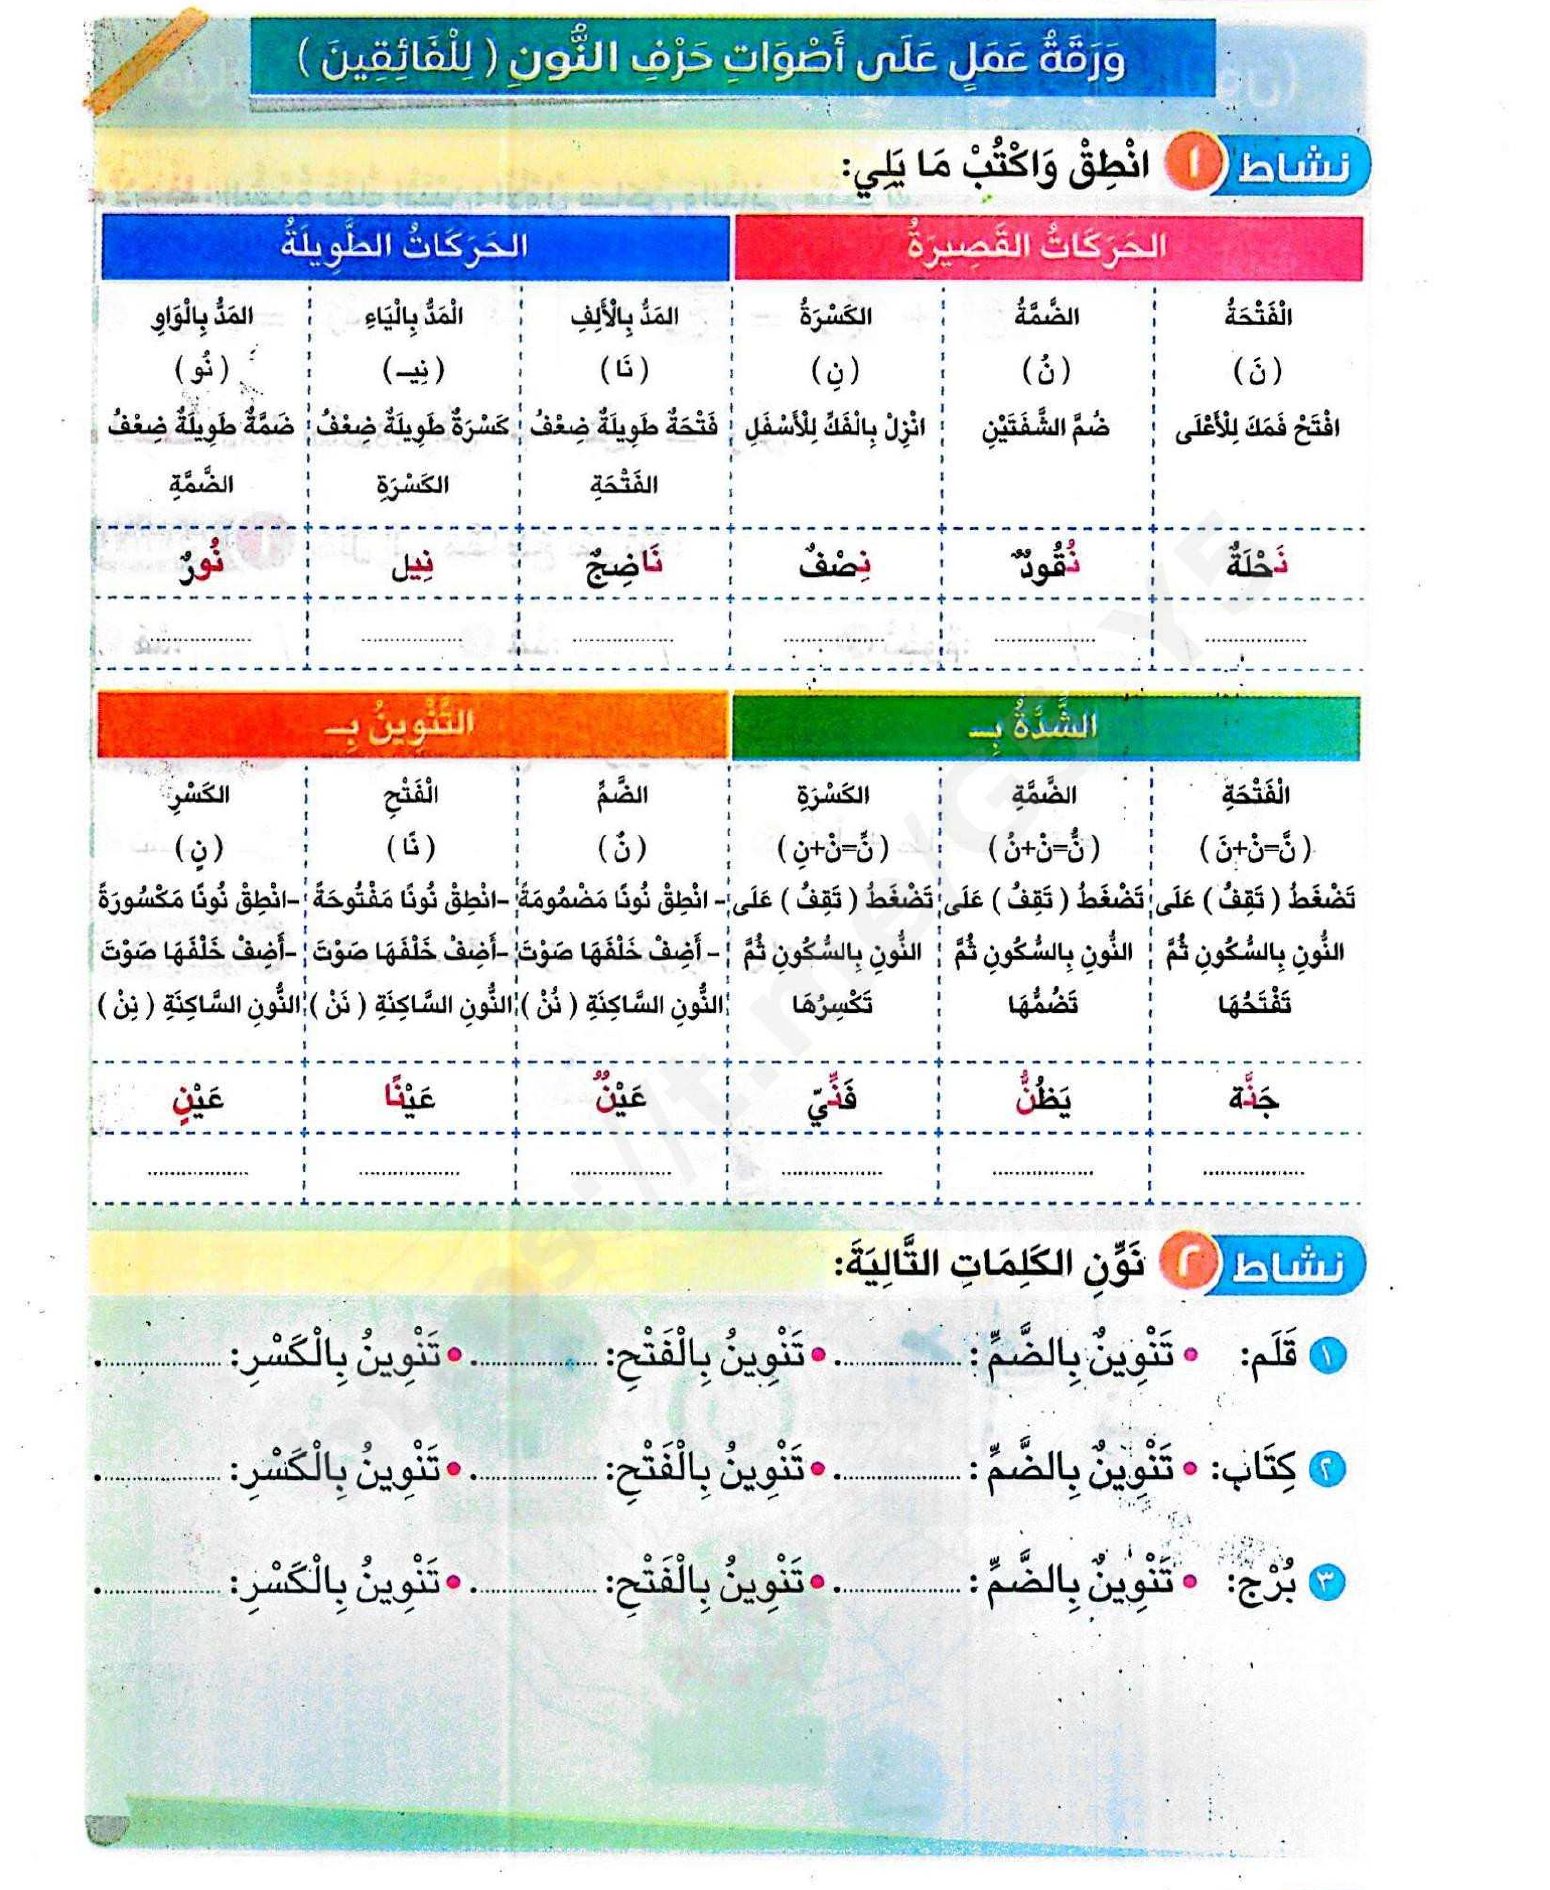 وَرَقَةُ عَمَلٍ عَلَى أَصْوَاتِ حَرْفِ النُّونِ ( لِلْفَائِقِينَ )
نشاط ١ انْطِقْ وَاكْتُبْ مَا يَلِي:
الحَرَكَاتُ القَصِيرَةُ الحَرَكَاتُ الطَّوِيلَةُ
الْفَتْحَةُ الضَّمَّةُ الكَسْرَةُ المَدُّ بِالْأَلِفِ الْمَدُّ بِالْيَاءِ المَدُّ بِالْوَاوِ
( نَ ) ( نُ ) ( نِ ) ( نَا ) ( نِيـ ) ( نُو )
افْتَحْ فَمَكَ لِلْأَعْلَى ضُمَّ الشَّفَتَيْنِ انْزِلْ بِالْفَكِّ لِلْأَسْفَلِ فَتْحَةٌ طَوِيلَةٌ ضِعْفُ كَسْرَةٌ طَوِيلَةٌ ضِعْفُ ضَمَّةٌ طَوِيلَةٌ ضِعْفُ
الفَتْحَةِ الكَسْرَةِ الضَّمَّةِ
نَحْلَةٌ نُقُودٌ نِصْفٌ نَاضِجٌ نِيل نُورٌ
الشَّدَّةُ بِـ التَّنْوِينُ بِـ
الْفَتْحَةِ الضَّمَّةِ الكَسْرَةِ الضَّمِّ الْفَتْحِ الكَسْرِ
( نَّ=نْ+نَ ) ( نُّ=نْ+نُ ) ( نِّ=نْ+نِ ) ( نٌ ) ( نًا ) ( نٍ )
تَضْغَطُ ( تَقِفُ ) عَلَى تَضْغَطُ ( تَقِفُ ) عَلَى تَضْغَطُ ( تَقِفُ ) عَلَى - انْطِقْ نُونًا مَضْمُومَةً -انْطِقْ نُونًا مَفْتُوحَةً -انْطِقْ نُونًا مَكْسُورَةً
النُّونِ بِالسُّكُونِ ثُمَّ النُّونِ بِالسُّكُونِ ثُمَّ النُّونِ بِالسُّكُونِ ثُمَّ - أَضِفْ خَلْفَهَا صَوْتَ -أَضِفْ خَلْفَهَا صَوْتَ -أَضِفْ خَلْفَهَا صَوْتَ
تَفْتَحُهَا تَضُمُّهَا تَكْسِرُهَا النُّونِ السَّاكِنَةِ ( نُنْ ) النُّونِ السَّاكِنَةِ ( نَنْ ) النُّونِ السَّاكِنَةِ ( نِنْ )
جَنَّة يَظُنُّ فَنِّيّ عَيْنٌ عَيْنًا عَيْنٍ
نشاط ٢ نَوِّنِ الكَلِمَاتِ التَّالِيَةَ:
١ قَلَم: • تَنْوِينٌ بِالضَّمِّ : .................... • تَنْوِينُ بِالْفَتْحِ: .................... • تَنْوِينُ بِالْكَسْرِ: ....................
٢ كِتَاب: • تَنْوِينٌ بِالضَّمِّ : .................... • تَنْوِينُ بِالْفَتْحِ: .................... • تَنْوِينُ بِالْكَسْرِ: ....................
٣ بُرْج: • تَنْوِينٌ بِالضَّمِّ : .................... • تَنْوِينُ بِالْفَتْحِ: .................... • تَنْوِينُ بِالْكَسْرِ: ....................